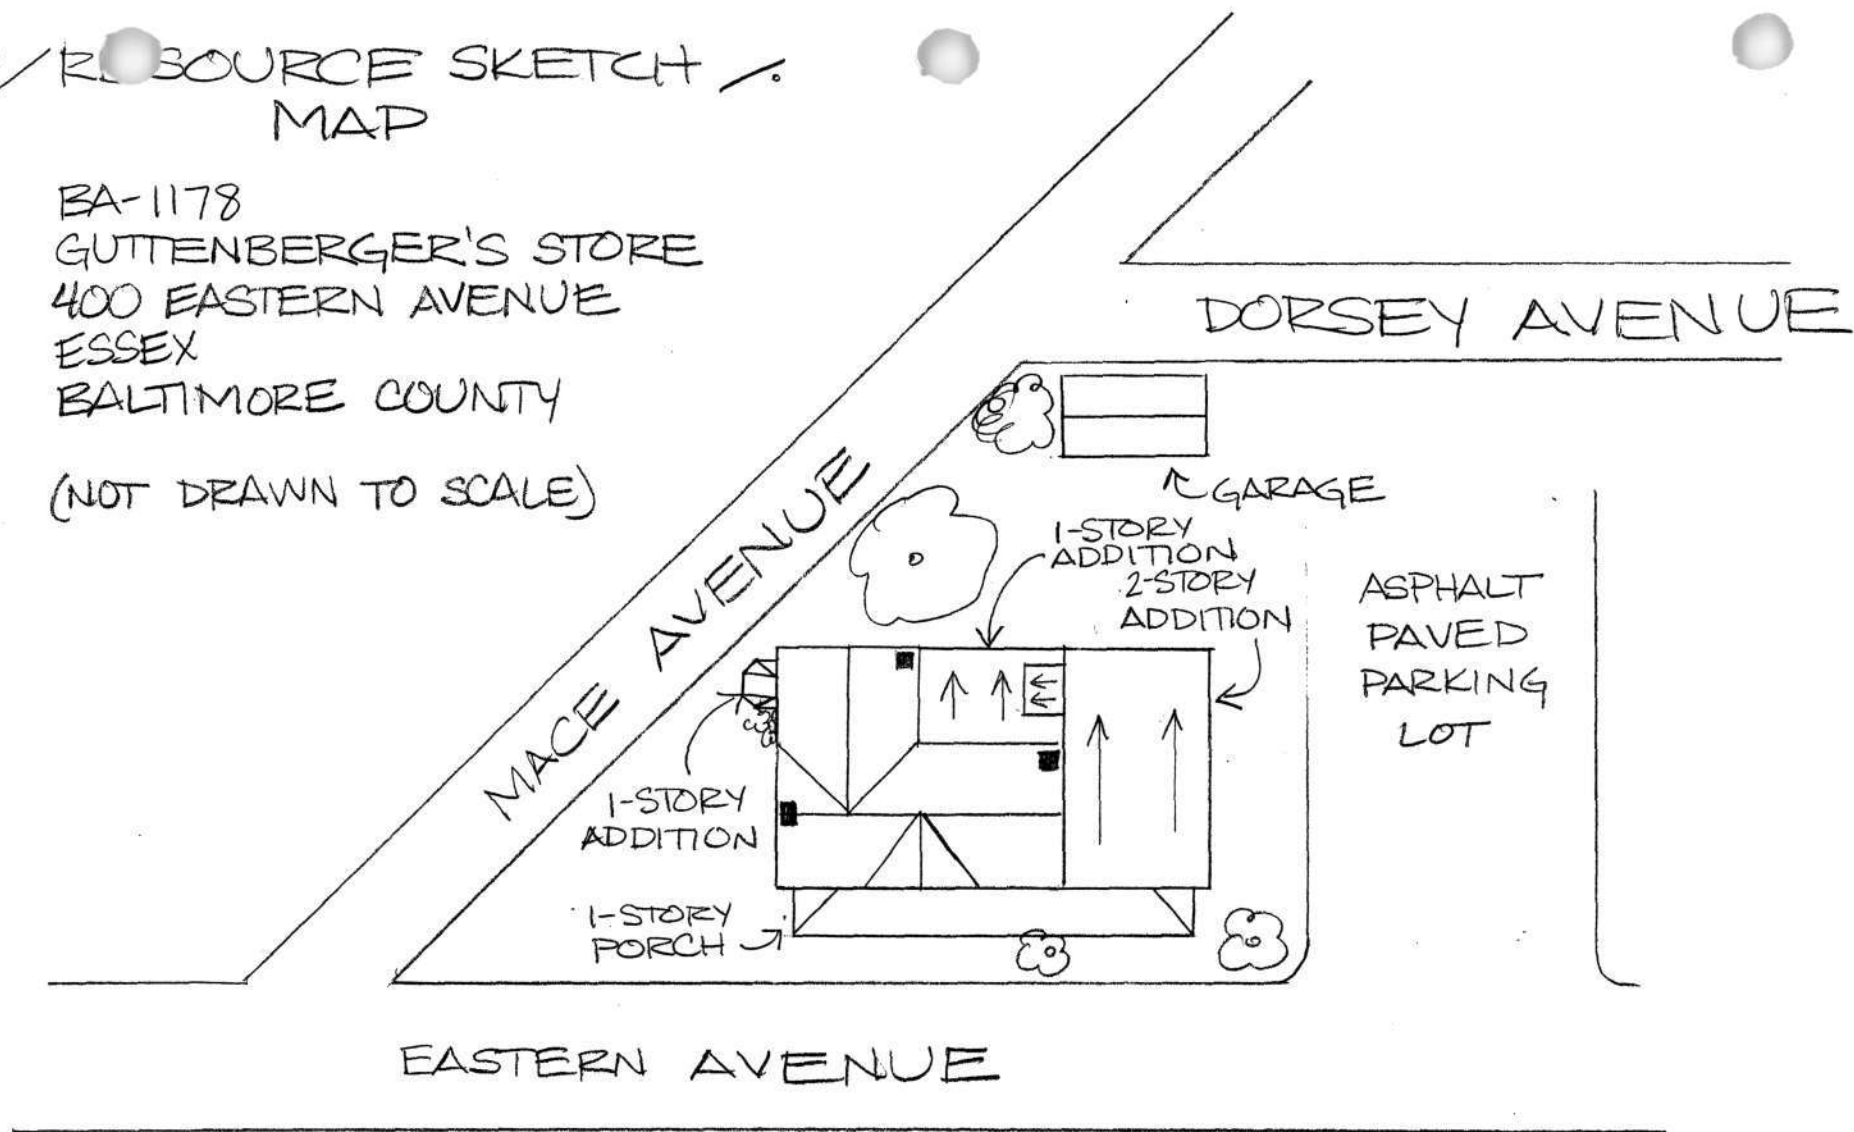 RESOURCE SKETCH
MAP
BA-1178
GUTTENBERGER'S STORE
400 EASTERN AVENUE
ESSEX
BALTIMORE COUNTY
(NOT DRAWN TO SCALE)
DORSEY AVENUE
MACE AVENUE
GARAGE
1-STORY
ADDITION
2-STORY
ADDITION
ASPHALT
PAVED
PARKING
LOT
1-STORY
ADDITION
1-STORY
PORCH
EASTERN AVENUE